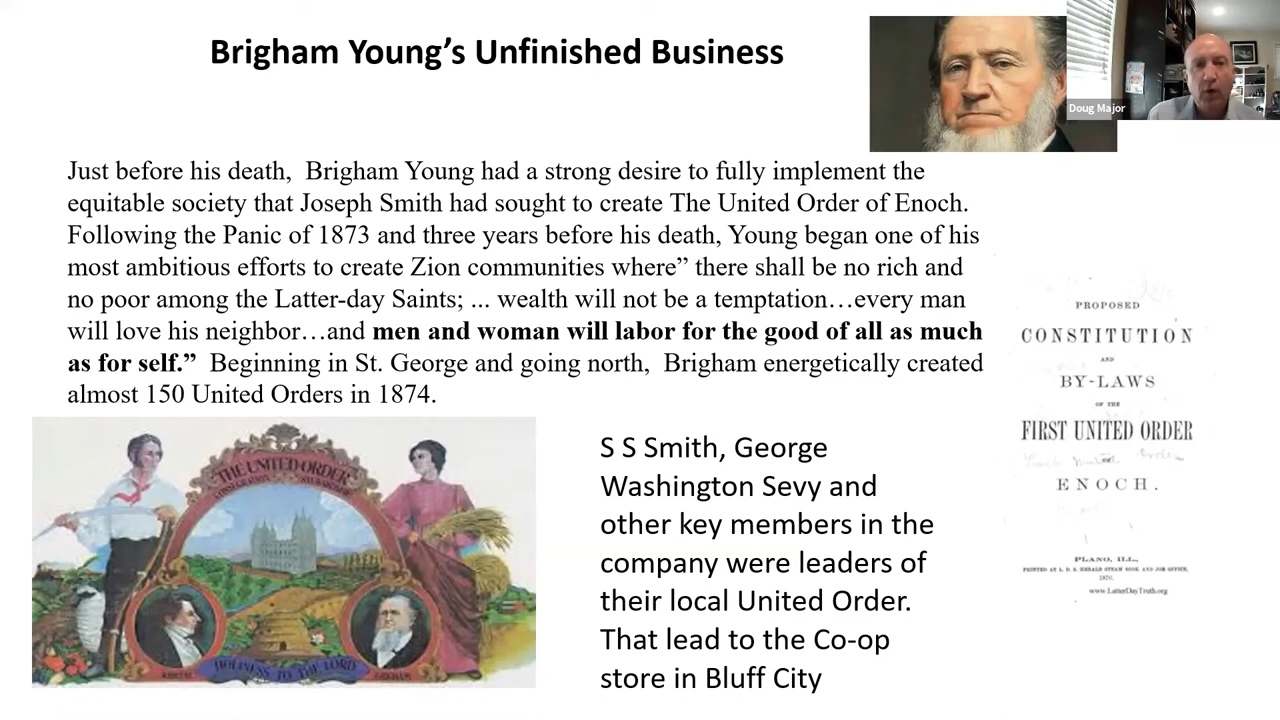 Brigham Young’s Unfinished Business
Doug Major
Just before his death, Brigham Young had a strong desire to fully implement the
equitable society that Joseph Smith had sought to create The United Order of Enoch.
Following the Panic of 1873 and three years before his death, Young began one of his
most ambitious efforts to create Zion communities where” there shall be no rich and
no poor among the Latter-day Saints; ... wealth will not be a temptation…every man
will love his neighbor…and men and woman will labor for the good of all as much
as for self.” Beginning in St. George and going north, Brigham energetically created
almost 150 United Orders in 1874.
THE UNITED ORDER
HOLINESS TO THE LORD
S S Smith, George
Washington Sevy and
other key members in the
company were leaders of
their local United Order.
That lead to the Co-op
store in Bluff City
PROPOSED
CONSTITUTION
AND
BY-LAWS
OF THE
FIRST UNITED ORDER
ENOCH.
PLANO, ILL.,
www.LatterDayTruth.org